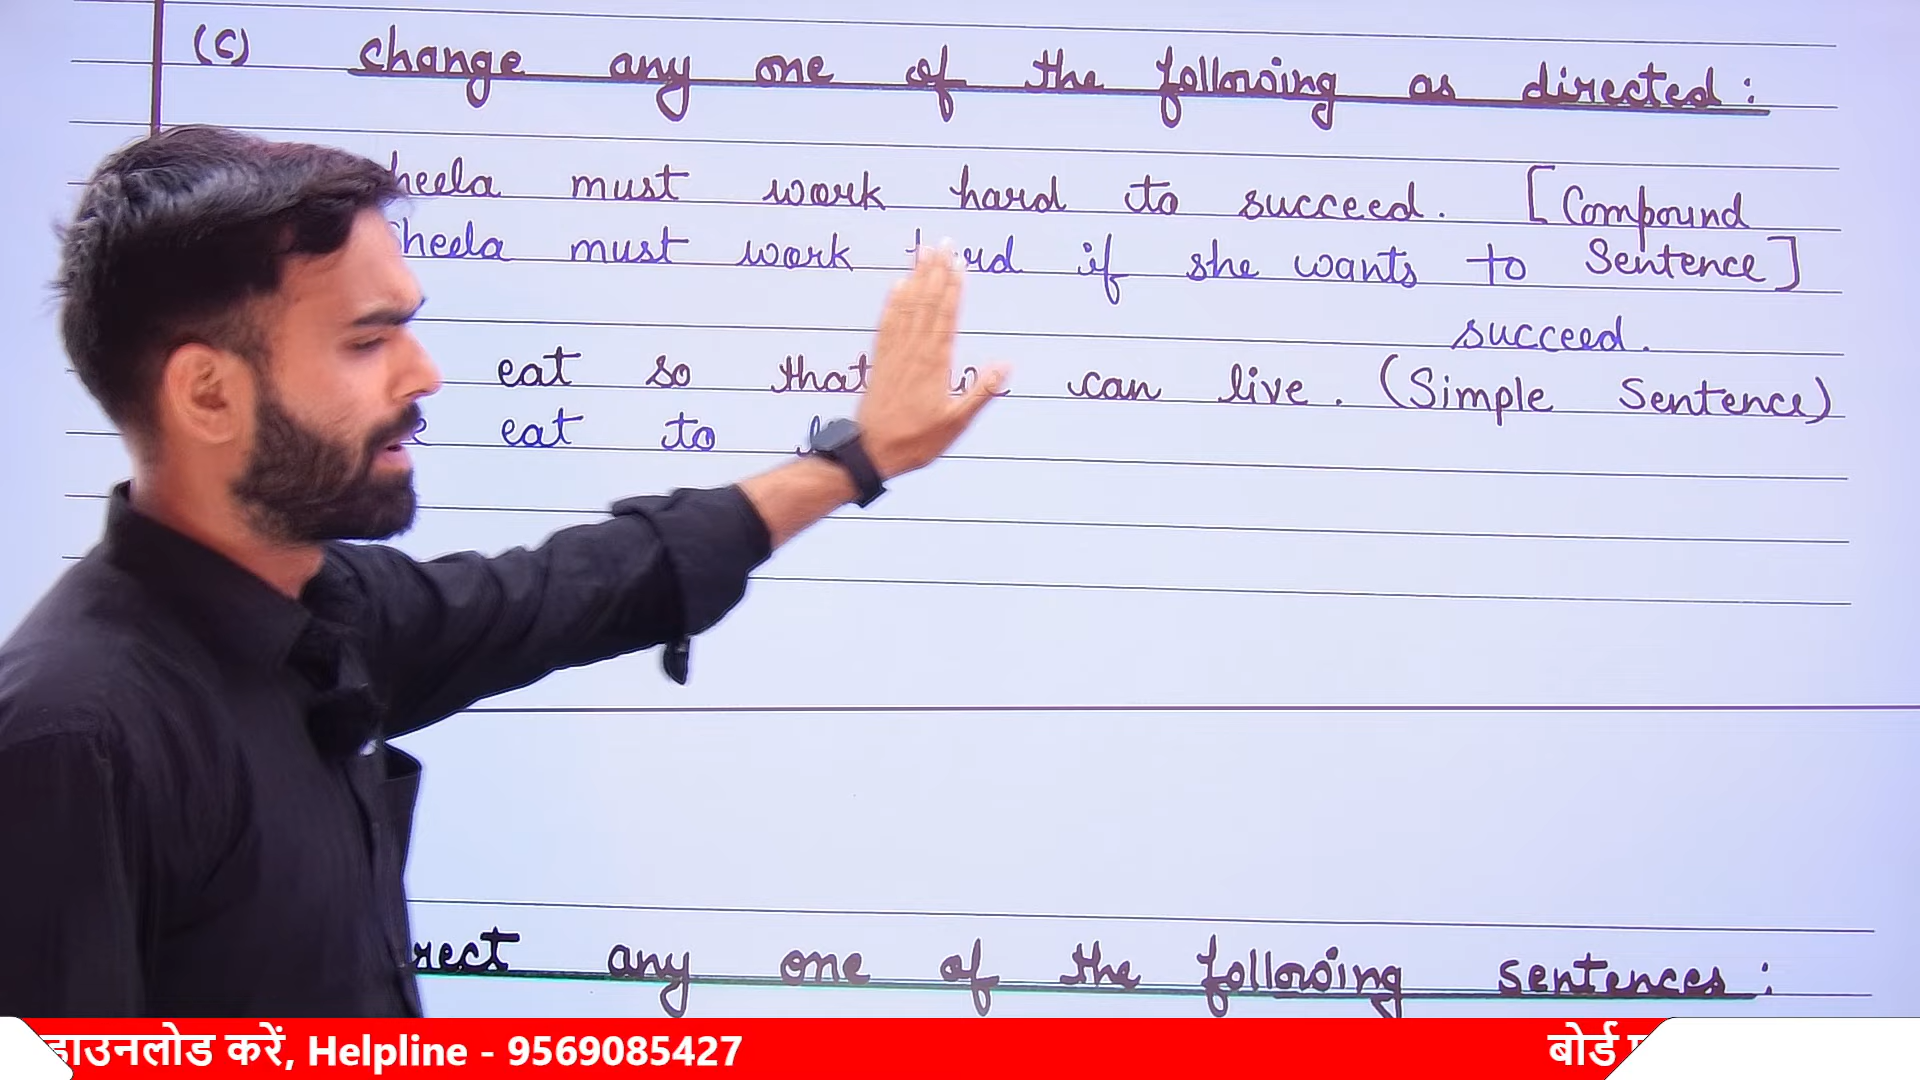 (c) change any one of the following as directed:
heela must work hard to succeed. [Compound
heela must work hard if she wants to Sentence]
succeed.
eat so that we can live. (Simple Sentence)
eat to
rect any one of the following sentences:
डाउनलोड करें, Helpline - 9569085427 बोर्ड